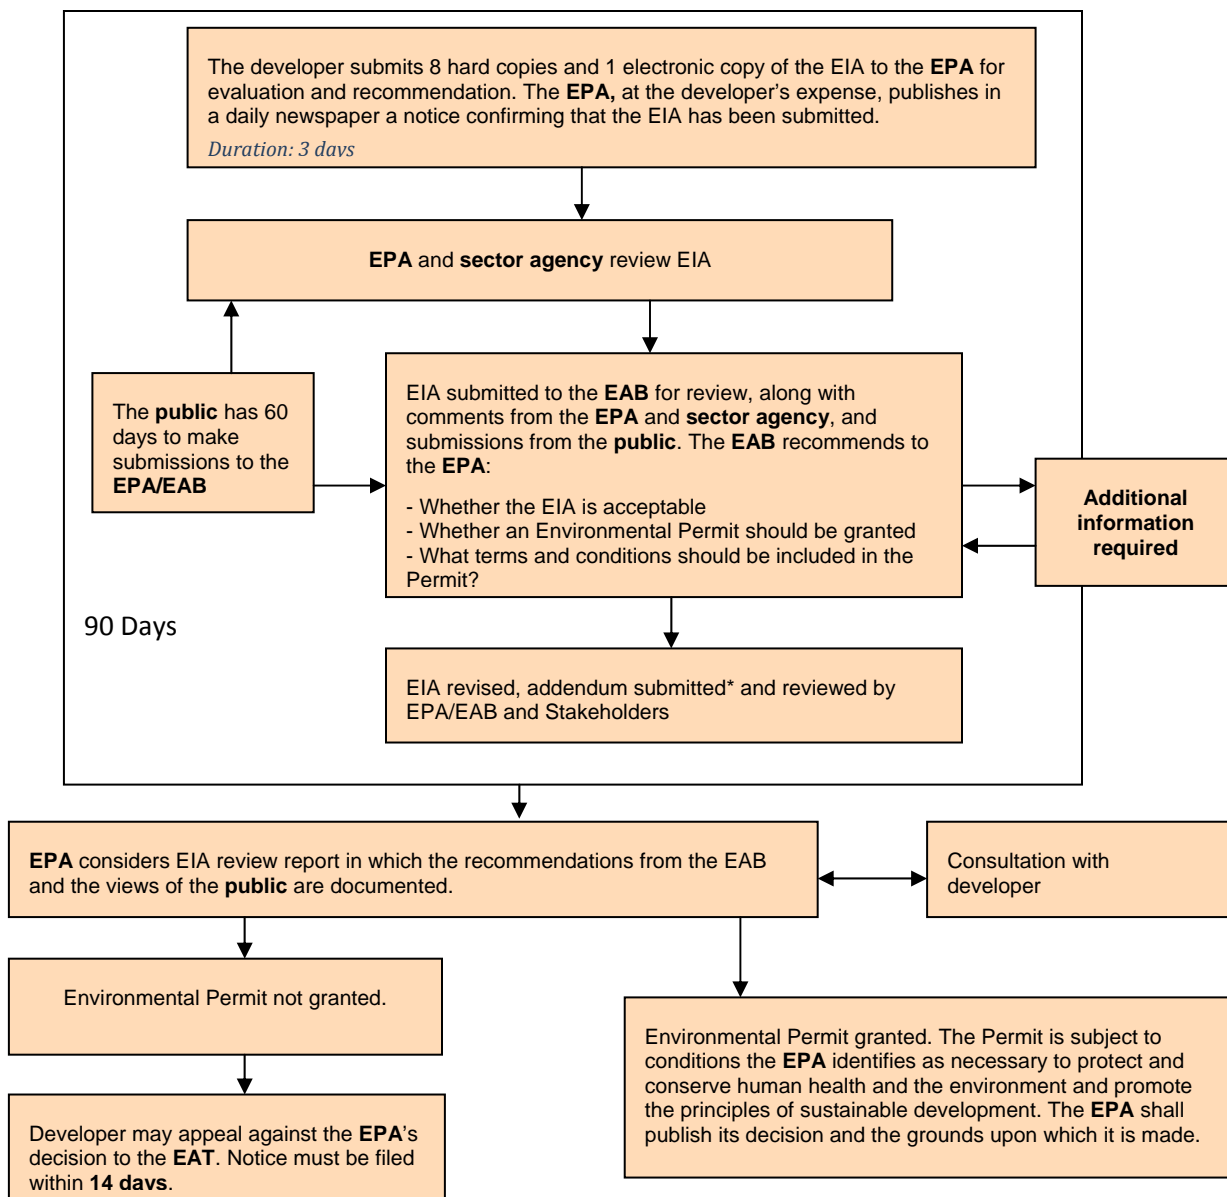 The developer submits 8 hard copies and 1 electronic copy of the EIA to the EPA for
evaluation and recommendation. The EPA, at the developer's expense, publishes in
a daily newspaper a notice confirming that the EIA has been submitted.
Duration: 3 days
EPA and sector agency review EIA
The public has 60
days to make
submissions to the
EPA/EAB
EIA submitted to the EAB for review, along with
comments from the EPA and sector agency, and
submissions from the public. The EAB recommends to
the EPA:
- Whether the EIA is acceptable
- Whether an Environmental Permit should be granted
- What terms and conditions should be included in the
Permit?
Additional
information
required
90 Days
EIA revised, addendum submitted* and reviewed by
EPA/EAB and Stakeholders
EPA considers EIA review report in which the recommendations from the EAB
and the views of the public are documented.
Consultation with
developer
Environmental Permit not granted.
Environmental Permit granted. The Permit is subject to
conditions the EPA identifies as necessary to protect and
conserve human health and the environment and promote
the principles of sustainable development. The EPA shall
publish its decision and the grounds upon which it is made.
Developer may appeal against the EPA's
decision to the EAT. Notice must be filed
within 14 days.